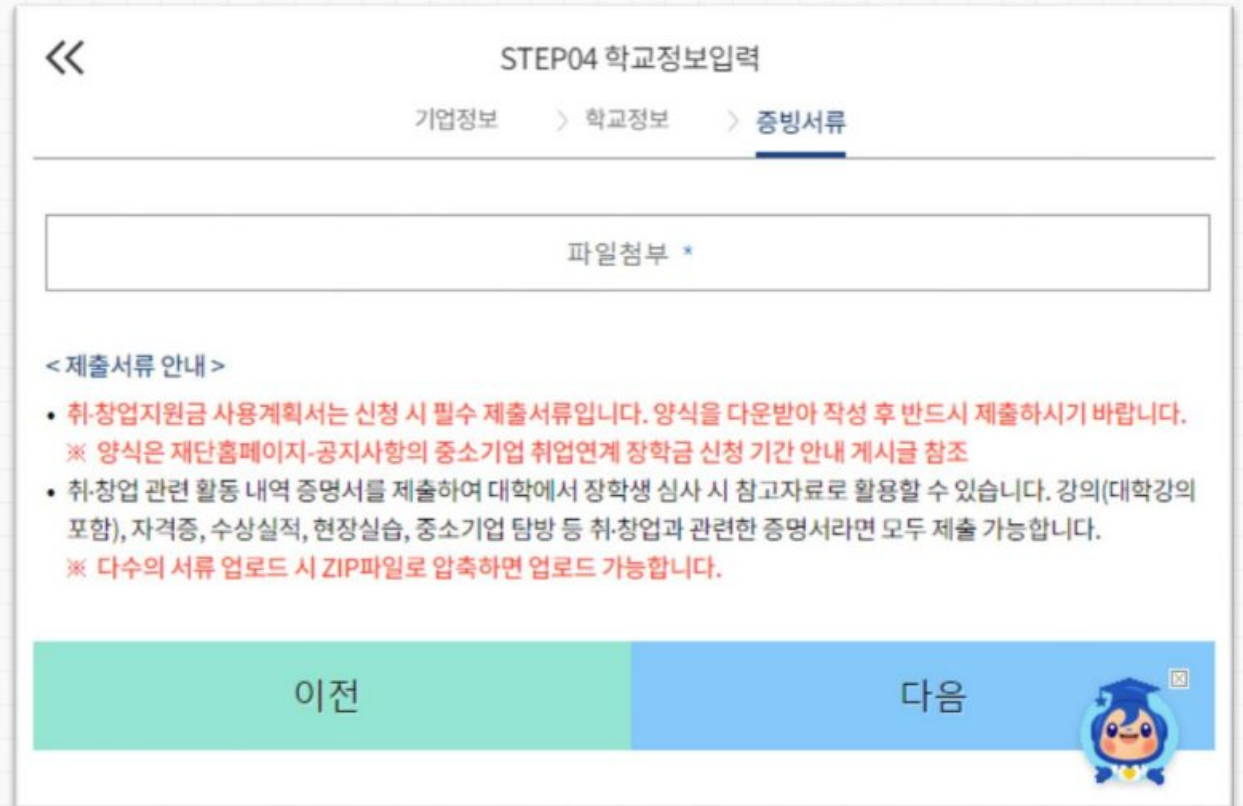 STEP04 학교정보입력
기업정보 > 학교정보 > 증빙서류
파일첨부 *
< 제출서류 안내 >
• 취·창업지원금 사용계획서는 신청 시 필수 제출서류입니다. 양식을 다운받아 작성 후 반드시 제출하시기 바랍니다.
※ 양식은 재단홈페이지-공지사항의 중소기업 취업연계 장학금 신청 기간 안내 게시글 참조
• 취·창업 관련 활동 내역 증명서를 제출하여 대학에서 장학생 심사 시 참고자료로 활용할 수 있습니다. 강의(대학강의
포함), 자격증, 수상실적, 현장실습, 중소기업 탐방 등 취·창업과 관련한 증명서라면 모두 제출 가능합니다.
※ 다수의 서류 업로드 시 ZIP파일로 압축하면 업로드 가능합니다.
이전
다음